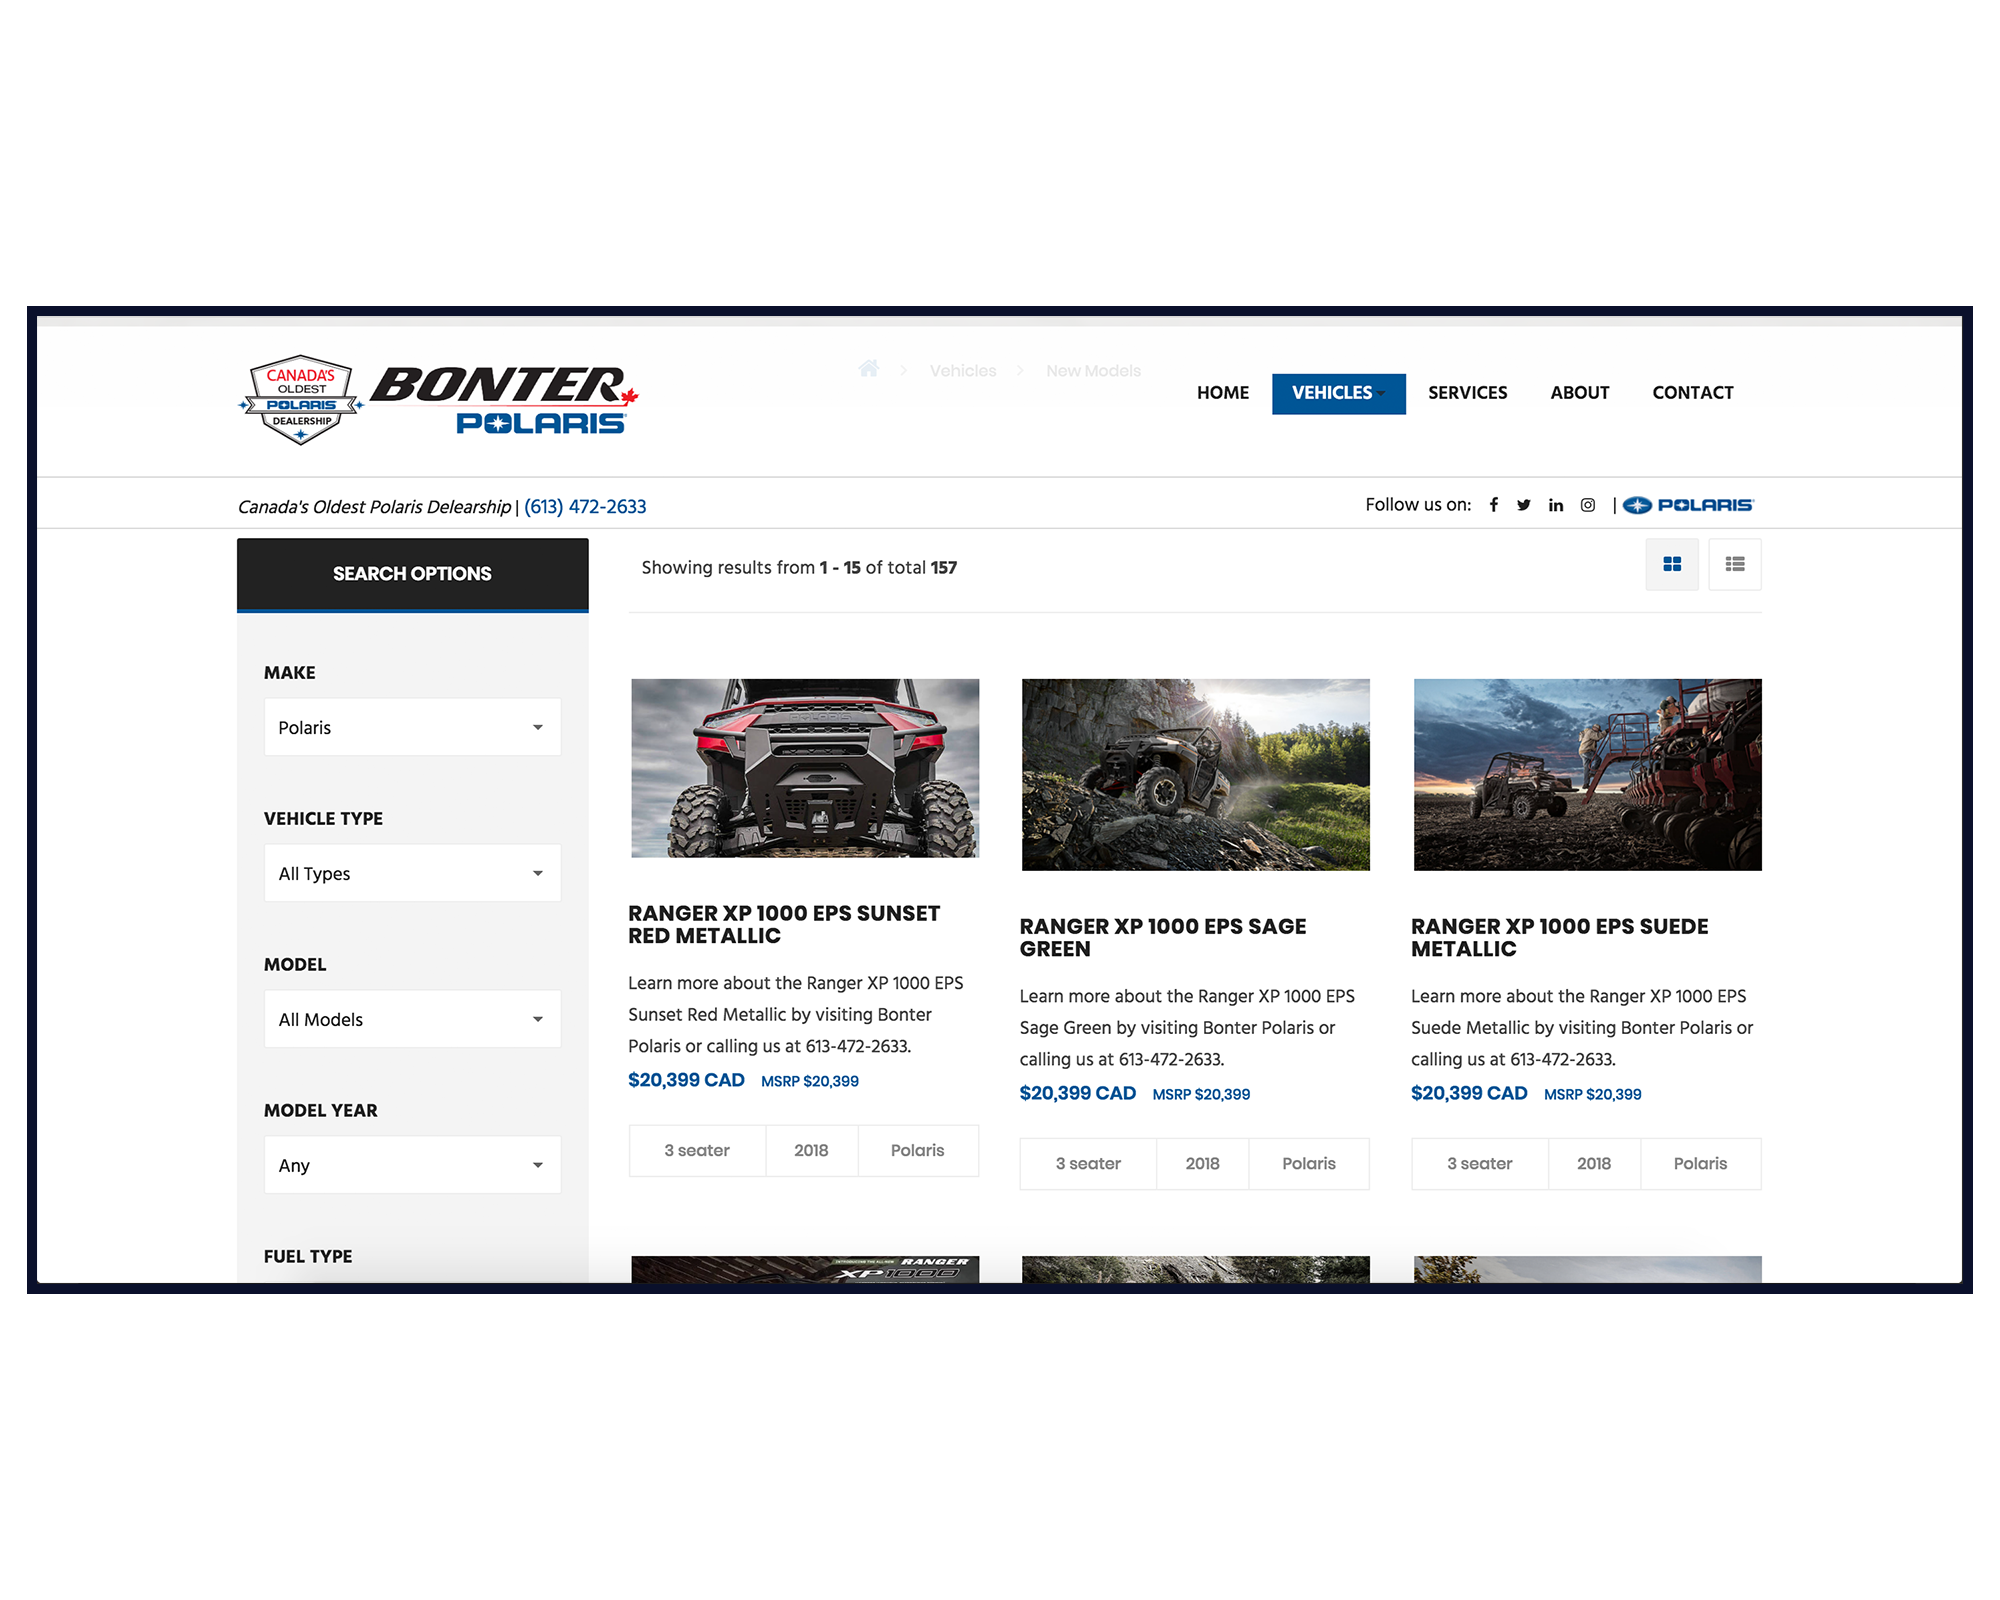 CANADA'S
OLDEST
POLARIS
DEALERSHIP
BONTER
POLARIS
Vehicles
New Models
HOME
VEHICLES
SERVICES
ABOUT
CONTACT
Canada's Oldest Polaris Delearship | (613) 472-2633
Follow us on:
| POLARIS
SEARCH OPTIONS
MAKE
Polaris
VEHICLE TYPE
All Types
MODEL
All Models
MODEL YEAR
Any
FUEL TYPE
Showing results from 1 - 15 of total 157
POLARIS
RANGER XP 1000 EPS SUNSET
RED METALLIC
Learn more about the Ranger XP 1000 EPS
Sunset Red Metallic by visiting Bonter
Polaris or calling us at 613-472-2633.
$20,399 CAD MSRP $20,399
3 seater
2018
Polaris
RANGER XP 1000 EPS SAGE
GREEN
Learn more about the Ranger XP 1000 EPS
Sage Green by visiting Bonter Polaris or
calling us at 613-472-2633.
$20,399 CAD MSRP $20,399
3 seater
2018
Polaris
RANGER XP 1000 EPS SUEDE
METALLIC
Learn more about the Ranger XP 1000 EPS
Suede Metallic by visiting Bonter Polaris or
calling us at 613-472-2633.
$20,399 CAD MSRP $20,399
3 seater
2018
Polaris
INTRODUCING THE ALL-NEW RANGER
XP 1000